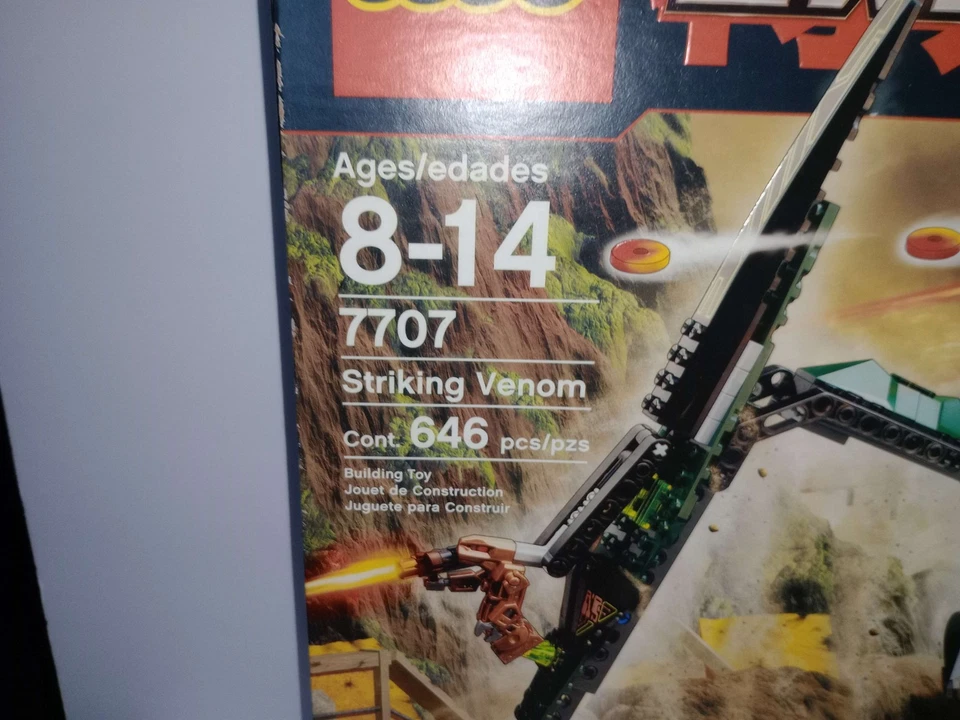 Ages/edades
8-14
7707
Striking Venom
Cont. 646 pcs/pzs
Building Toy
Jouet de Construction
Juguete para Construir